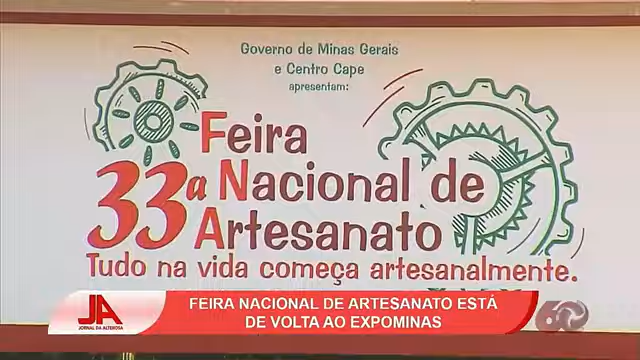 Governo de Minas Gerais
e Centro Cape
apresentam:
Feira
33a Nacional de
Artesanato
Tudo na vida começa artesanalmente.
JA
JORNAL DA ALTEROSA
FEIRA NACIONAL DE ARTESANATO ESTÁ
DE VOLTA AO EXPOMINAS